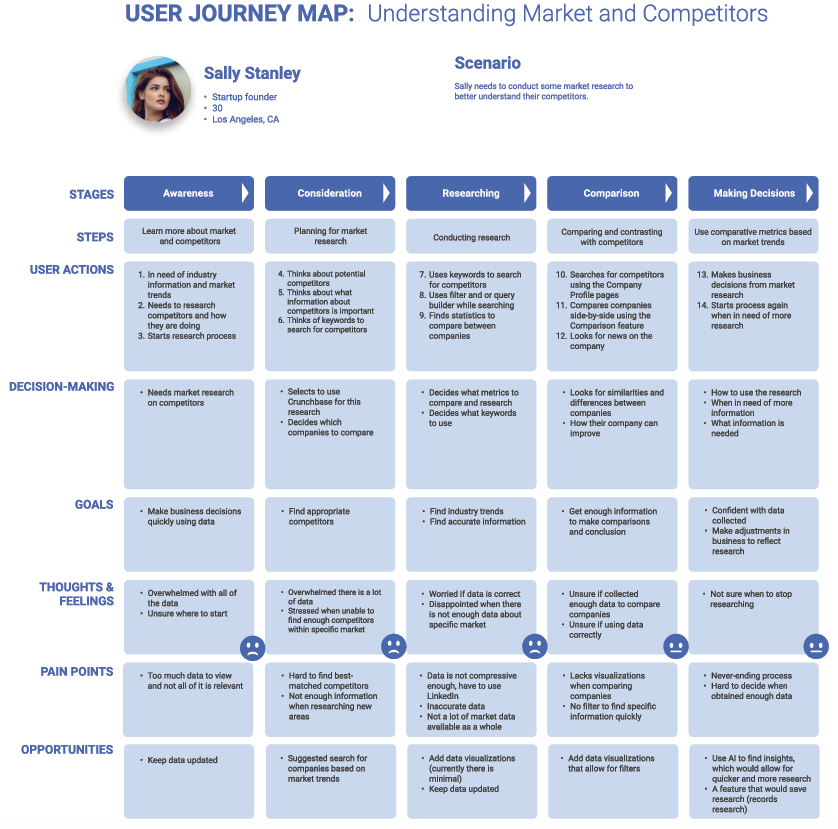 USER JOURNEY MAP: Understanding Market and Competitors
Sally Stanley
• Startup founder
• 30
• Los Angeles, CA
Scenario
Sally needs to conduct some market research to
better understand their competitors.
STAGES
Awareness
Consideration
Researching
Comparison
Making Decisions
STEPS
Learn more about market
and competitors
Planning for market
research
Conducting research
Comparing and contrasting
with competitors
Use comparative metrics based
on market trends
USER ACTIONS
1. In need of industry
information and market
trends
2. Needs to research
competitors and how
they are doing
3. Starts research process
4. Thinks about potential
competitors
5. Thinks about what
information about
competitors is important
6. Thinks of keywords to
search for competitors
7. Uses keywords to search
for competitors
8. Uses filter and or query
builder while searching
9. Finds statistics to
compare between
companies
10. Searches for competitors
using the Company
Profile pages
11. Compares companies
side-by-side using the
Comparison feature
12. Looks for news on the
company
13. Makes business
decisions from market
research
14. Starts process again
when in need of more
research
DECISION-MAKING
• Needs market research
on competitors
• Selects to use
Crunchbase for this
research
• Decides which
companies to compare
• Decides what metrics to
compare and research
• Decides what keywords
to use
• Looks for similarities and
differences between
companies
• How their company can
improve
• How to use the research
• When in need of more
information
• What information is
needed
GOALS
• Make business decisions
quickly using data
• Find appropriate
competitors
• Find industry trends
• Find accurate information
• Get enough information
to make comparisons
and conclusion
• Confident with data
collected
• Make adjustments in
business to reflect
research
THOUGHTS &
FEELINGS
• Overwhelmed with all of
the data
• Unsure where to start
• Overwhelmed there is a lot
of data
• Stressed when unable to
find enough competitors
within specific market
• Worried if data is correct
• Disappointed when there
is not enough data about
specific market
• Unsure if collected
enough data to compare
companies
• Unsure if using data
correctly
• Not sure when to stop
researching
PAIN POINTS
• Too much data to view
and not all of it is relevant
• Hard to find best-
matched competitors
• Not enough information
when researching new
areas
• Data is not compressive
enough, have to use
LinkedIn
• Inaccurate data
• Not a lot of market data
available as a whole
• Lacks visualizations
when comparing
companies
• No filter to find specific
information quickly
• Never-ending process
• Hard to decide when
obtained enough data
OPPORTUNITIES
• Keep data updated
• Suggested search for
companies based on
market trends
• Add data visualizations
(currently there is
minimal)
• Keep data updated
• Add data visualizations
that allow for filters
• Use AI to find insights,
which would allow for
quicker and more research
• A feature that would save
research (records
research)